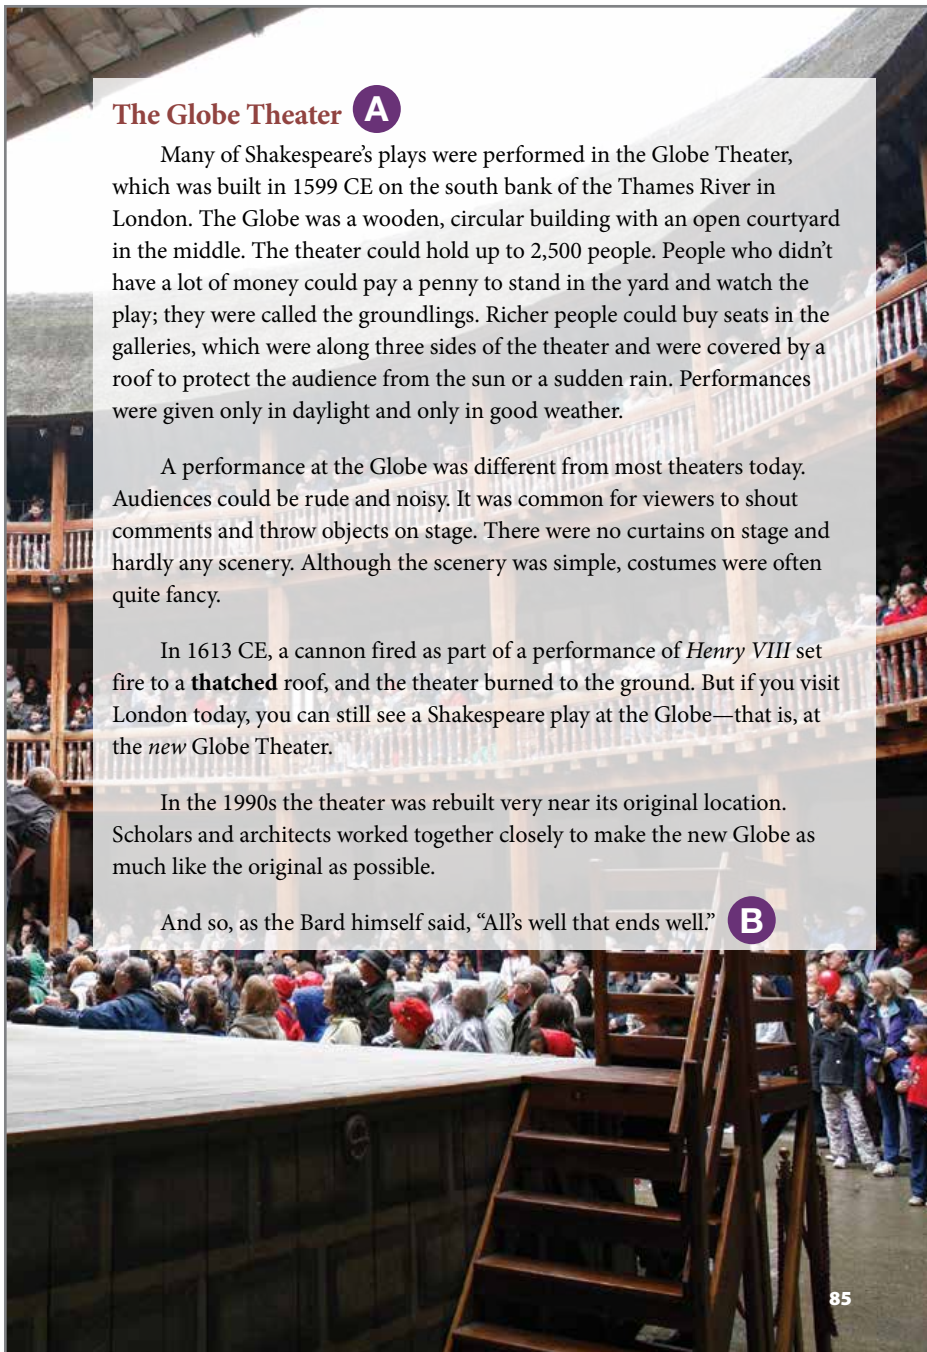 The Globe Theater A
Many of Shakespeare's plays were performed in the Globe Theater,
which was built in 1599 CE on the south bank of the Thames River in
London. The Globe was a wooden, circular building with an open courtyard
in the middle. The theater could hold up to 2,500 people. People who didn't
have a lot of money could pay a penny to stand in the yard and watch the
play; they were called the groundlings. Richer people could buy seats in the
galleries, which were along three sides of the theater and were covered by a
roof to protect the audience from the sun or a sudden rain. Performances
were given only in daylight and only in good weather.
A performance at the Globe was different from most theaters today.
Audiences could be rude and noisy. It was common for viewers to shout
comments and throw objects on stage. There were no curtains on stage and
hardly any scenery. Although the scenery was simple, costumes were often
quite fancy.
In 1613 CE, a cannon fired as part of a performance of Henry VIII set
fire to a thatched roof, and the theater burned to the ground. But if you visit
London today, you can still see a Shakespeare play at the Globe—that is, at
the new Globe Theater.
In the 1990s the theater was rebuilt very near its original location.
Scholars and architects worked together closely to make the new Globe as
much like the original as possible.
And so, as the Bard himself said, “All's well that ends well.” B
85